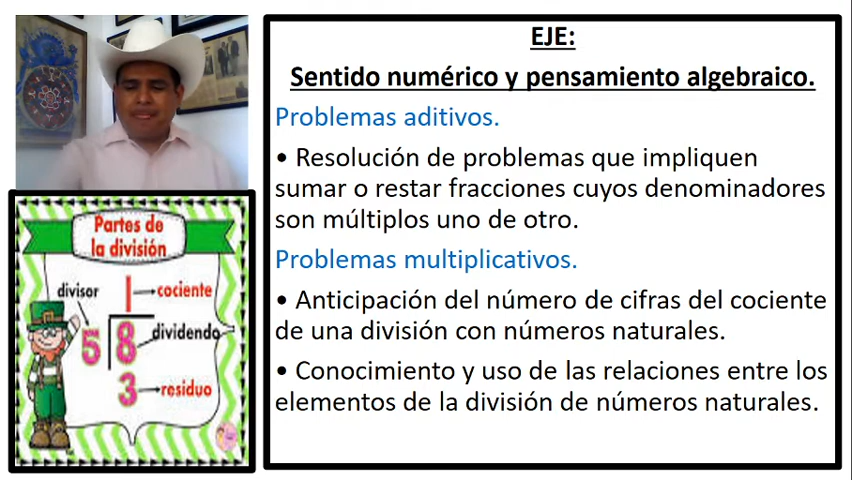 EJE:
Sentido numérico y pensamiento algebraico.
Problemas aditivos.
• Resolución de problemas que impliquen
sumar o restar fracciones cuyos denominadores
son múltiplos uno de otro.
Problemas multiplicativos.
• Anticipación del número de cifras del cociente
de una división con números naturales.
• Conocimiento y uso de las relaciones entre los
elementos de la división de números naturales.
Partes de
la división
divisor
1 cociente
5 8 dividendo
3 residuo